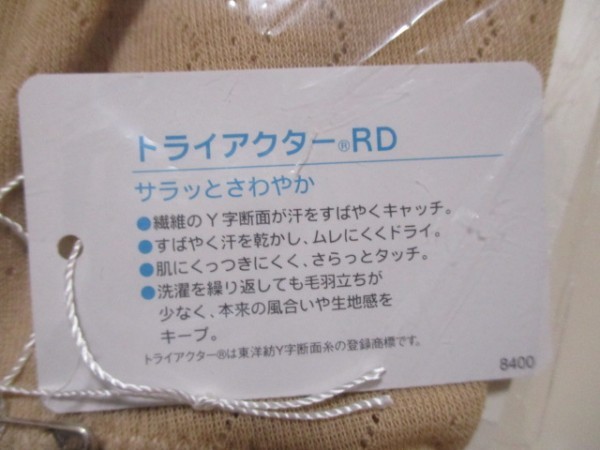 トライアクター®RD
サラッとさわやか
●繊維のY字断面が汗をすばやくキャッチ。
●すばやく汗を乾かし、ムレにくくドライ。
●肌にくっつきにくく、さらっとタッチ。
●洗濯を繰り返しても毛羽立ちが
少なく、本来の風合いや生地感を
キープ。
トライアクター®は東洋紡Y字断面糸の登録商標です。
8400